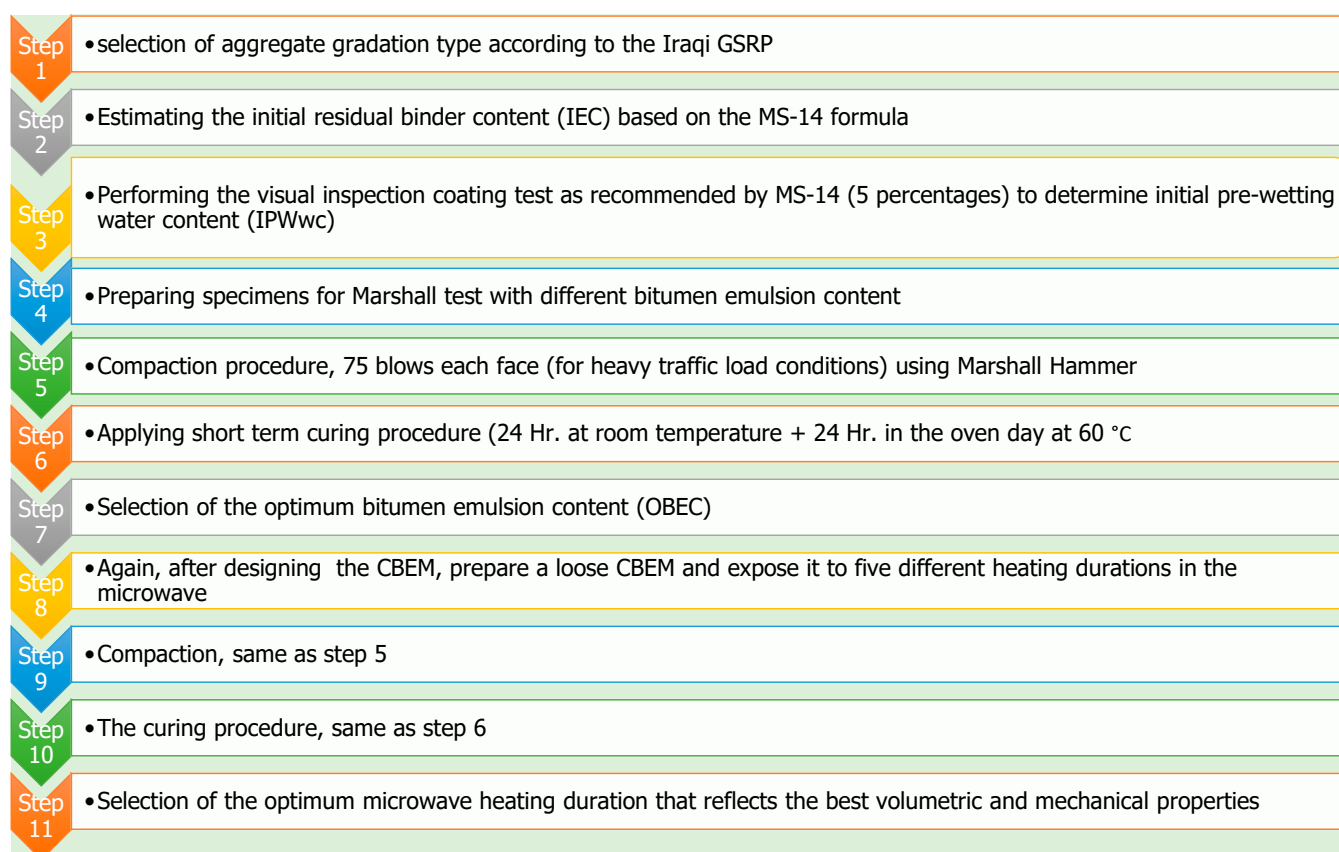 Step
1
•selection of aggregate gradation type according to the Iraqi GSRP
Step
2
•Estimating the initial residual binder content (IEC) based on the MS-14 formula
Step
3
•Performing the visual inspection coating test as recommended by MS-14 (5 percentages) to determine initial pre-wetting
water content (IPWwc)
Step
4
•Preparing specimens for Marshall test with different bitumen emulsion content
Step
5
•Compaction procedure, 75 blows each face (for heavy traffic load conditions) using Marshall Hammer
Step
6
•Applying short term curing procedure (24 Hr. at room temperature + 24 Hr. in the oven day at 60 °C
Step
7
•Selection of the optimum bitumen emulsion content (OBEC)
Step
8
•Again, after designing the CBEM, prepare a loose CBEM and expose it to five different heating durations in the
microwave
Step
9
•Compaction, same as step 5
Step
10
•The curing procedure, same as step 6
Step
11
•Selection of the optimum microwave heating duration that reflects the best volumetric and mechanical properties